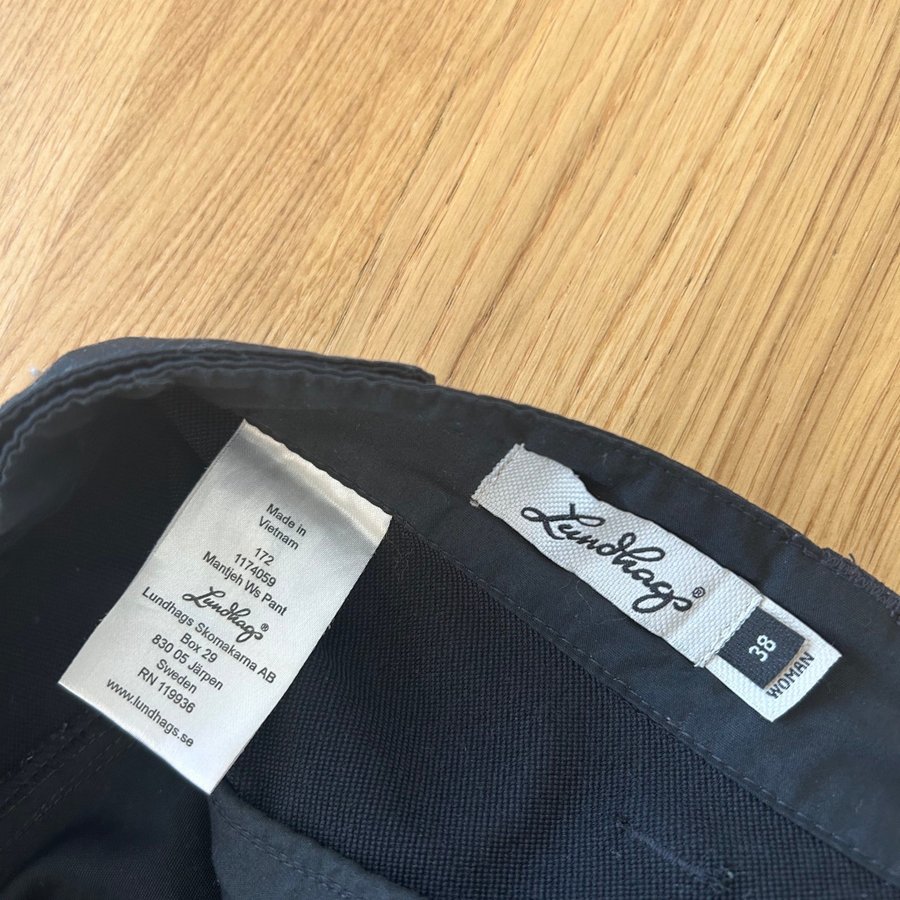 Made in
Vietnam
172
1174059
Mantjeh Ws Pant
Lundhags®
Lundhags Skomakarna AB
Box 29
830 05 Järpen
Sweden
RN 119936
www.lundhags.se
Lundhags®
38
WOMAN